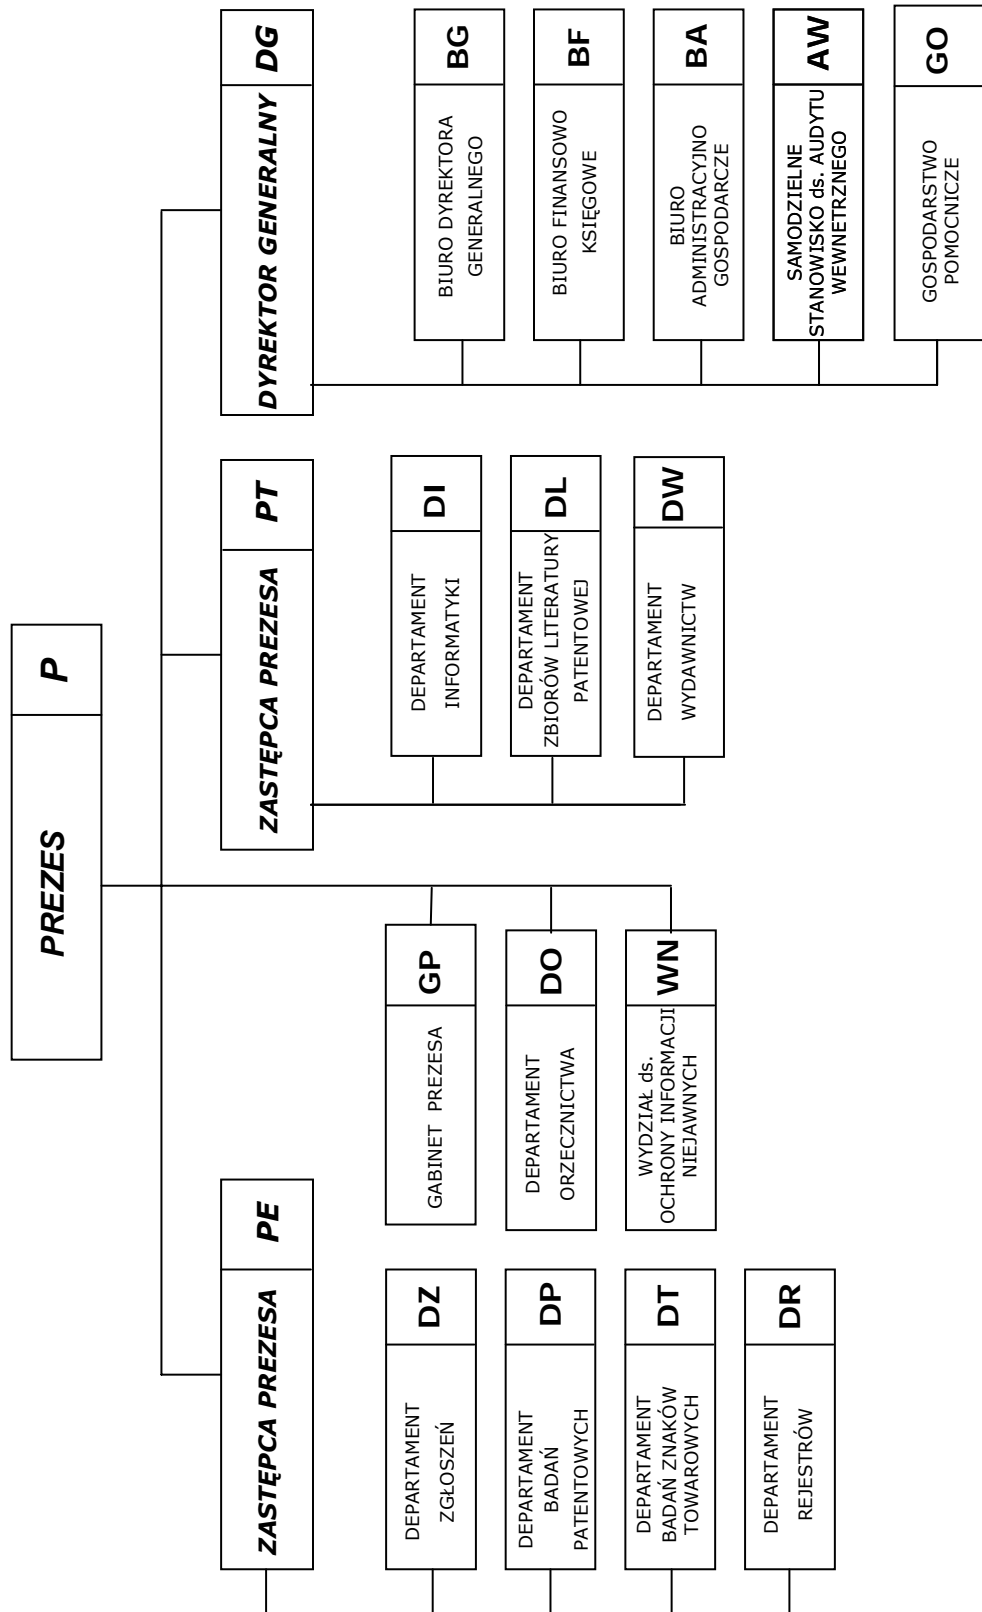 PREZES
P
ZASTĘPCA PREZESA
PE
DEPARTAMENT
ZGŁOSZEŃ
DZ
DEPARTAMENT
BADAŃ
PATENTOWYCH
DP
DEPARTAMENT
BADAŃ ZNAKÓW
TOWAROWYCH
DT
DEPARTAMENT
REJESTRÓW
DR
GABINET PREZESA
GP
DEPARTAMENT
ORZECZNICTWA
DO
WYDZIAŁ ds.
OCHRONY INFORMACJI
NIEJAWNYCH
WN
ZASTĘPCA PREZESA
PT
DEPARTAMENT
INFORMATYKI
DI
DEPARTAMENT
ZBIORÓW LITERATURY
PATENTOWEJ
DL
DEPARTAMENT
WYDAWNICTW
DW
DYREKTOR GENERALNY
DG
BIURO DYREKTORA
GENERALNEGO
BG
BIURO FINANSOWO
KSIĘGOWE
BF
BIURO
ADMINISTRACYJNO
GOSPODARCZE
BA
SAMODZIELNE
STANOWISKO ds. AUDYTU
WEWNETRZNEGO
AW
GOSPODARSTWO
POMOCNICZE
GO